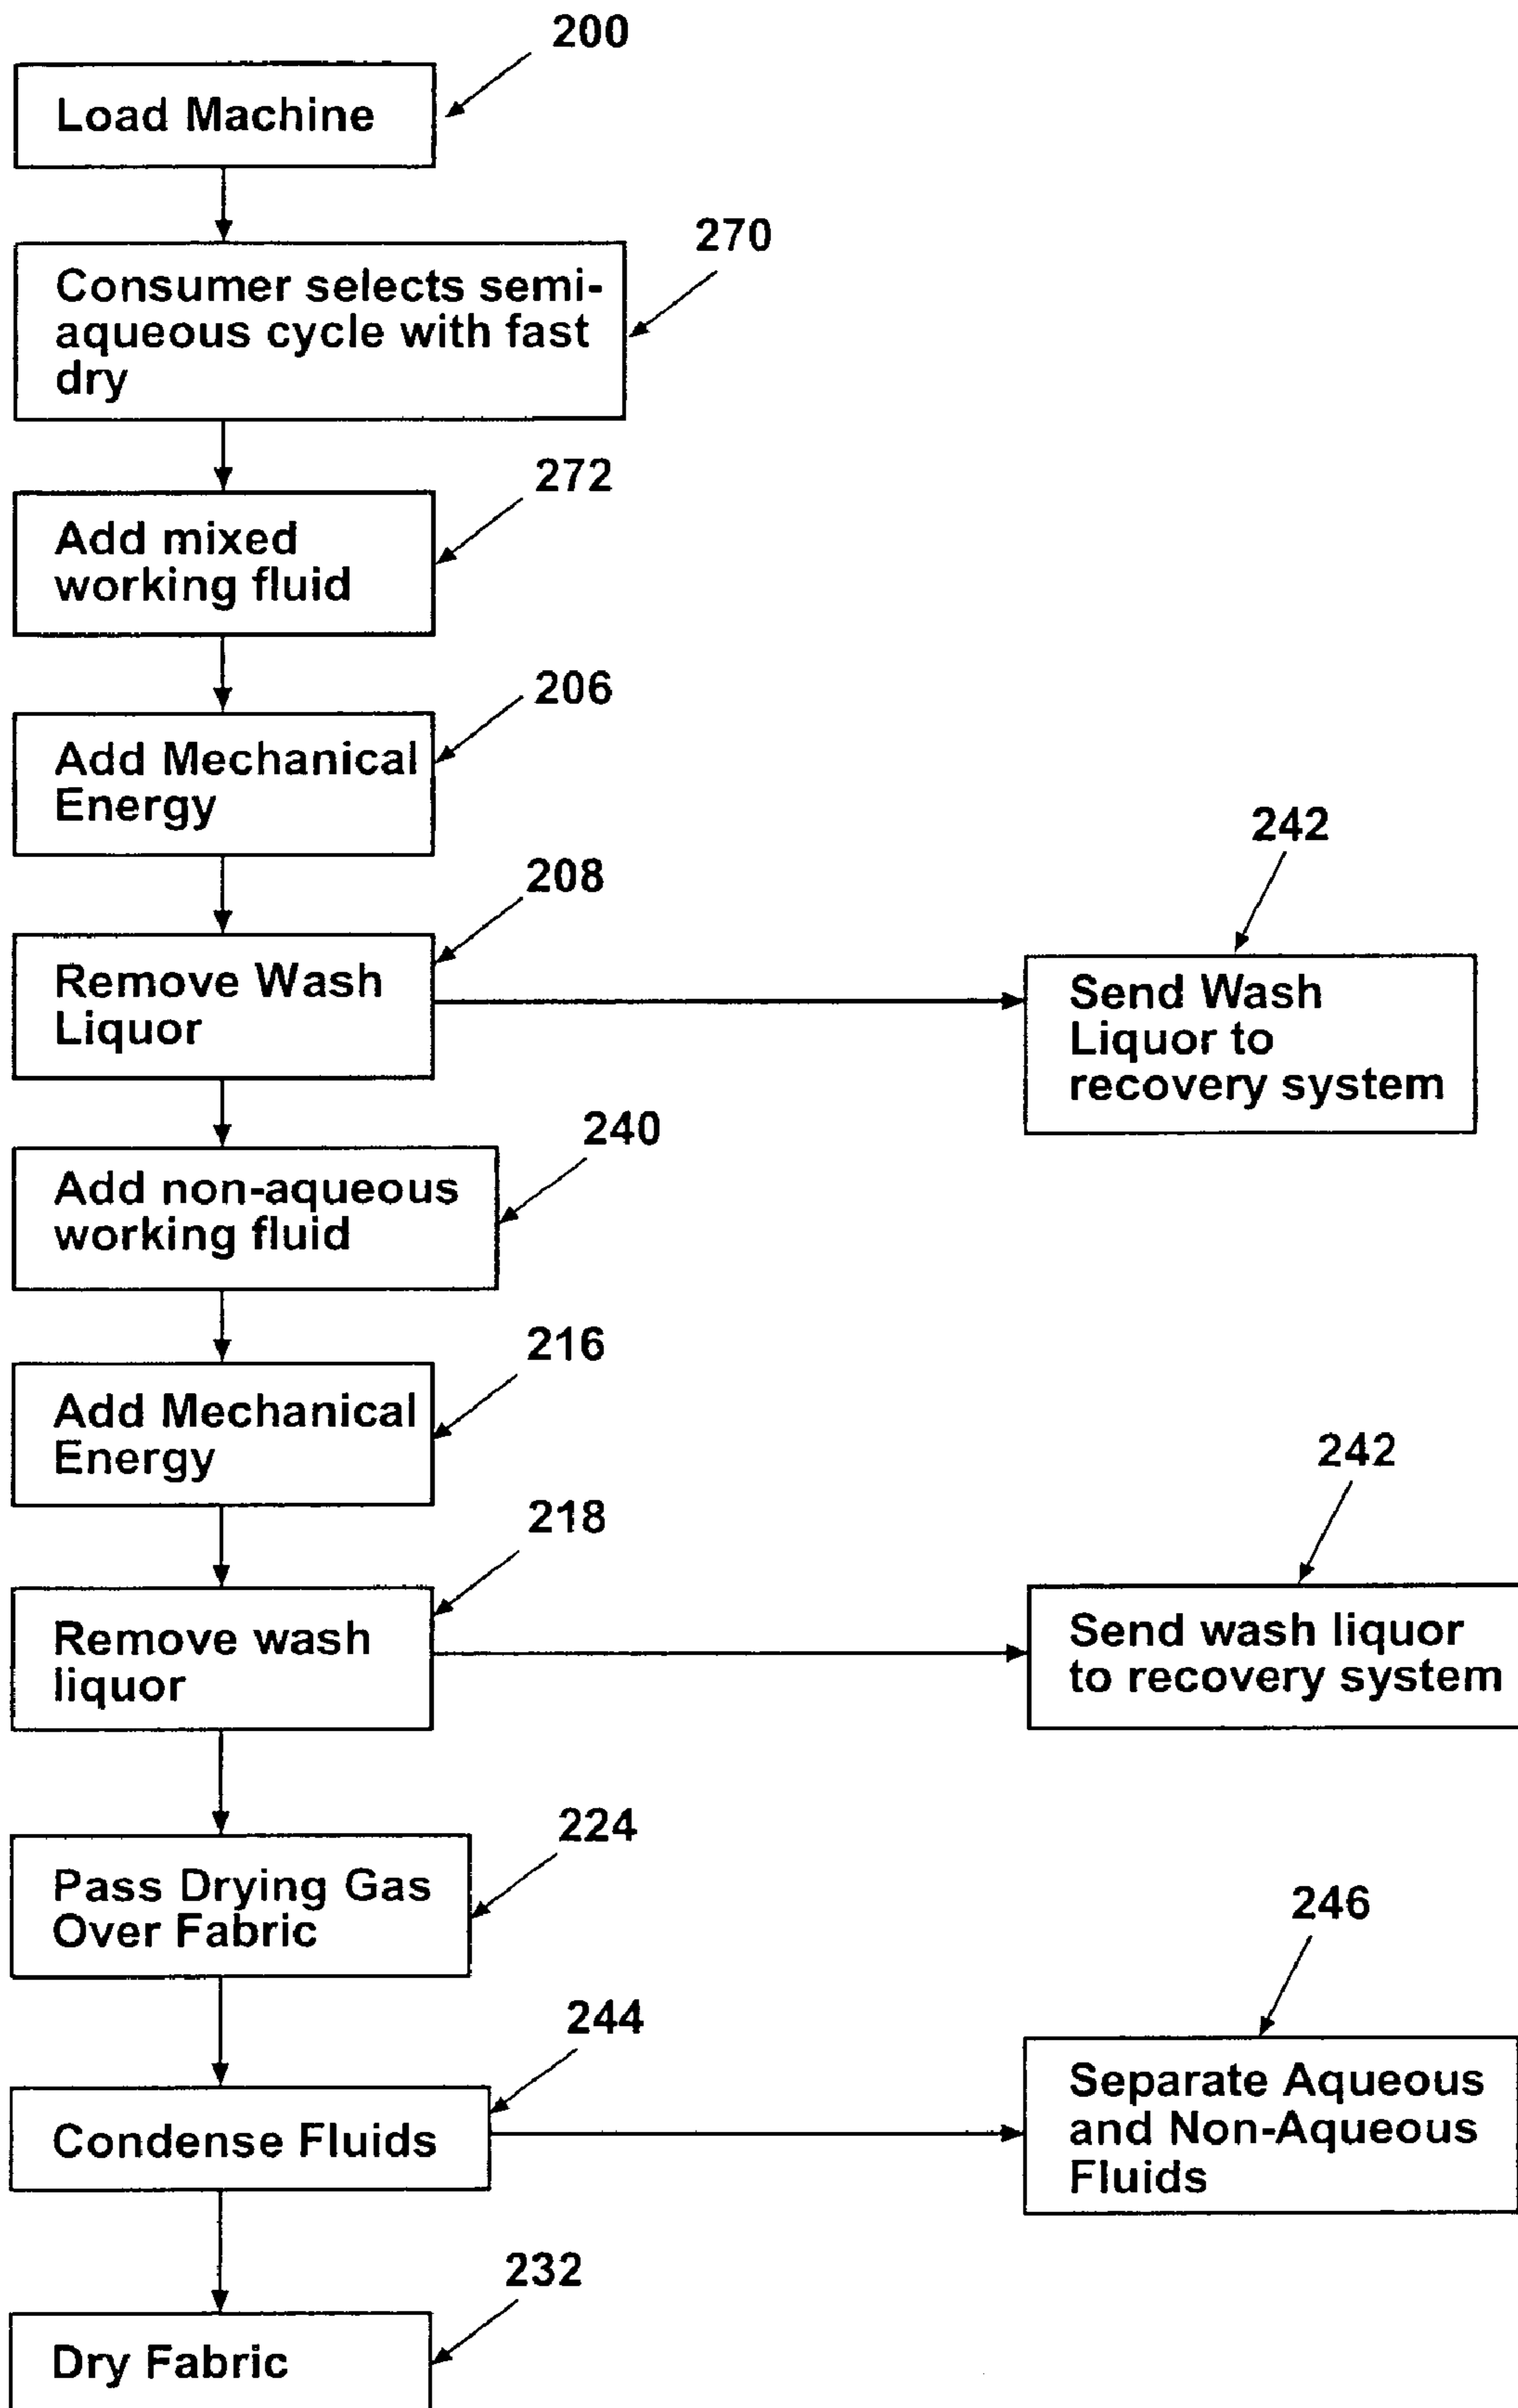 200
Load Machine
270
Consumer selects semi-
aqueous cycle with fast
dry
272
Add mixed
working fluid
206
Add Mechanical
Energy
208
Remove Wash
Liquor
242
Send Wash
Liquor to
recovery system
240
Add non-aqueous
working fluid
216
Add Mechanical
Energy
218
Remove wash
liquor
242
Send wash liquor
to recovery system
224
Pass Drying Gas
Over Fabric
244
Condense Fluids
246
Separate Aqueous
and Non-Aqueous
Fluids
232
Dry Fabric